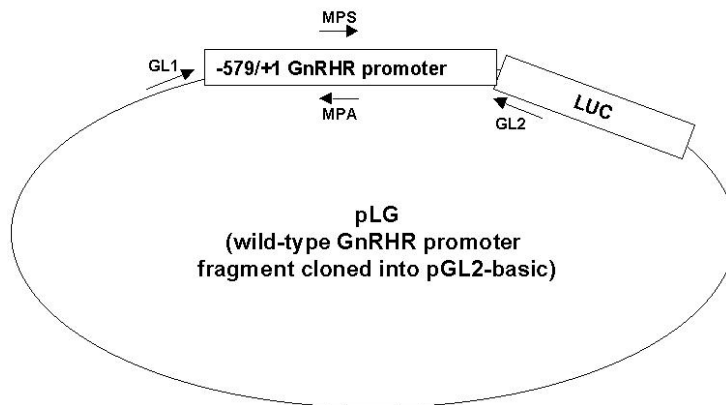 MPS
GL1
-579/+1 GnRHR promoter
LUC
MPA
GL2
pLG
(wild-type GnRHR promoter
fragment cloned into pGL2-basic)